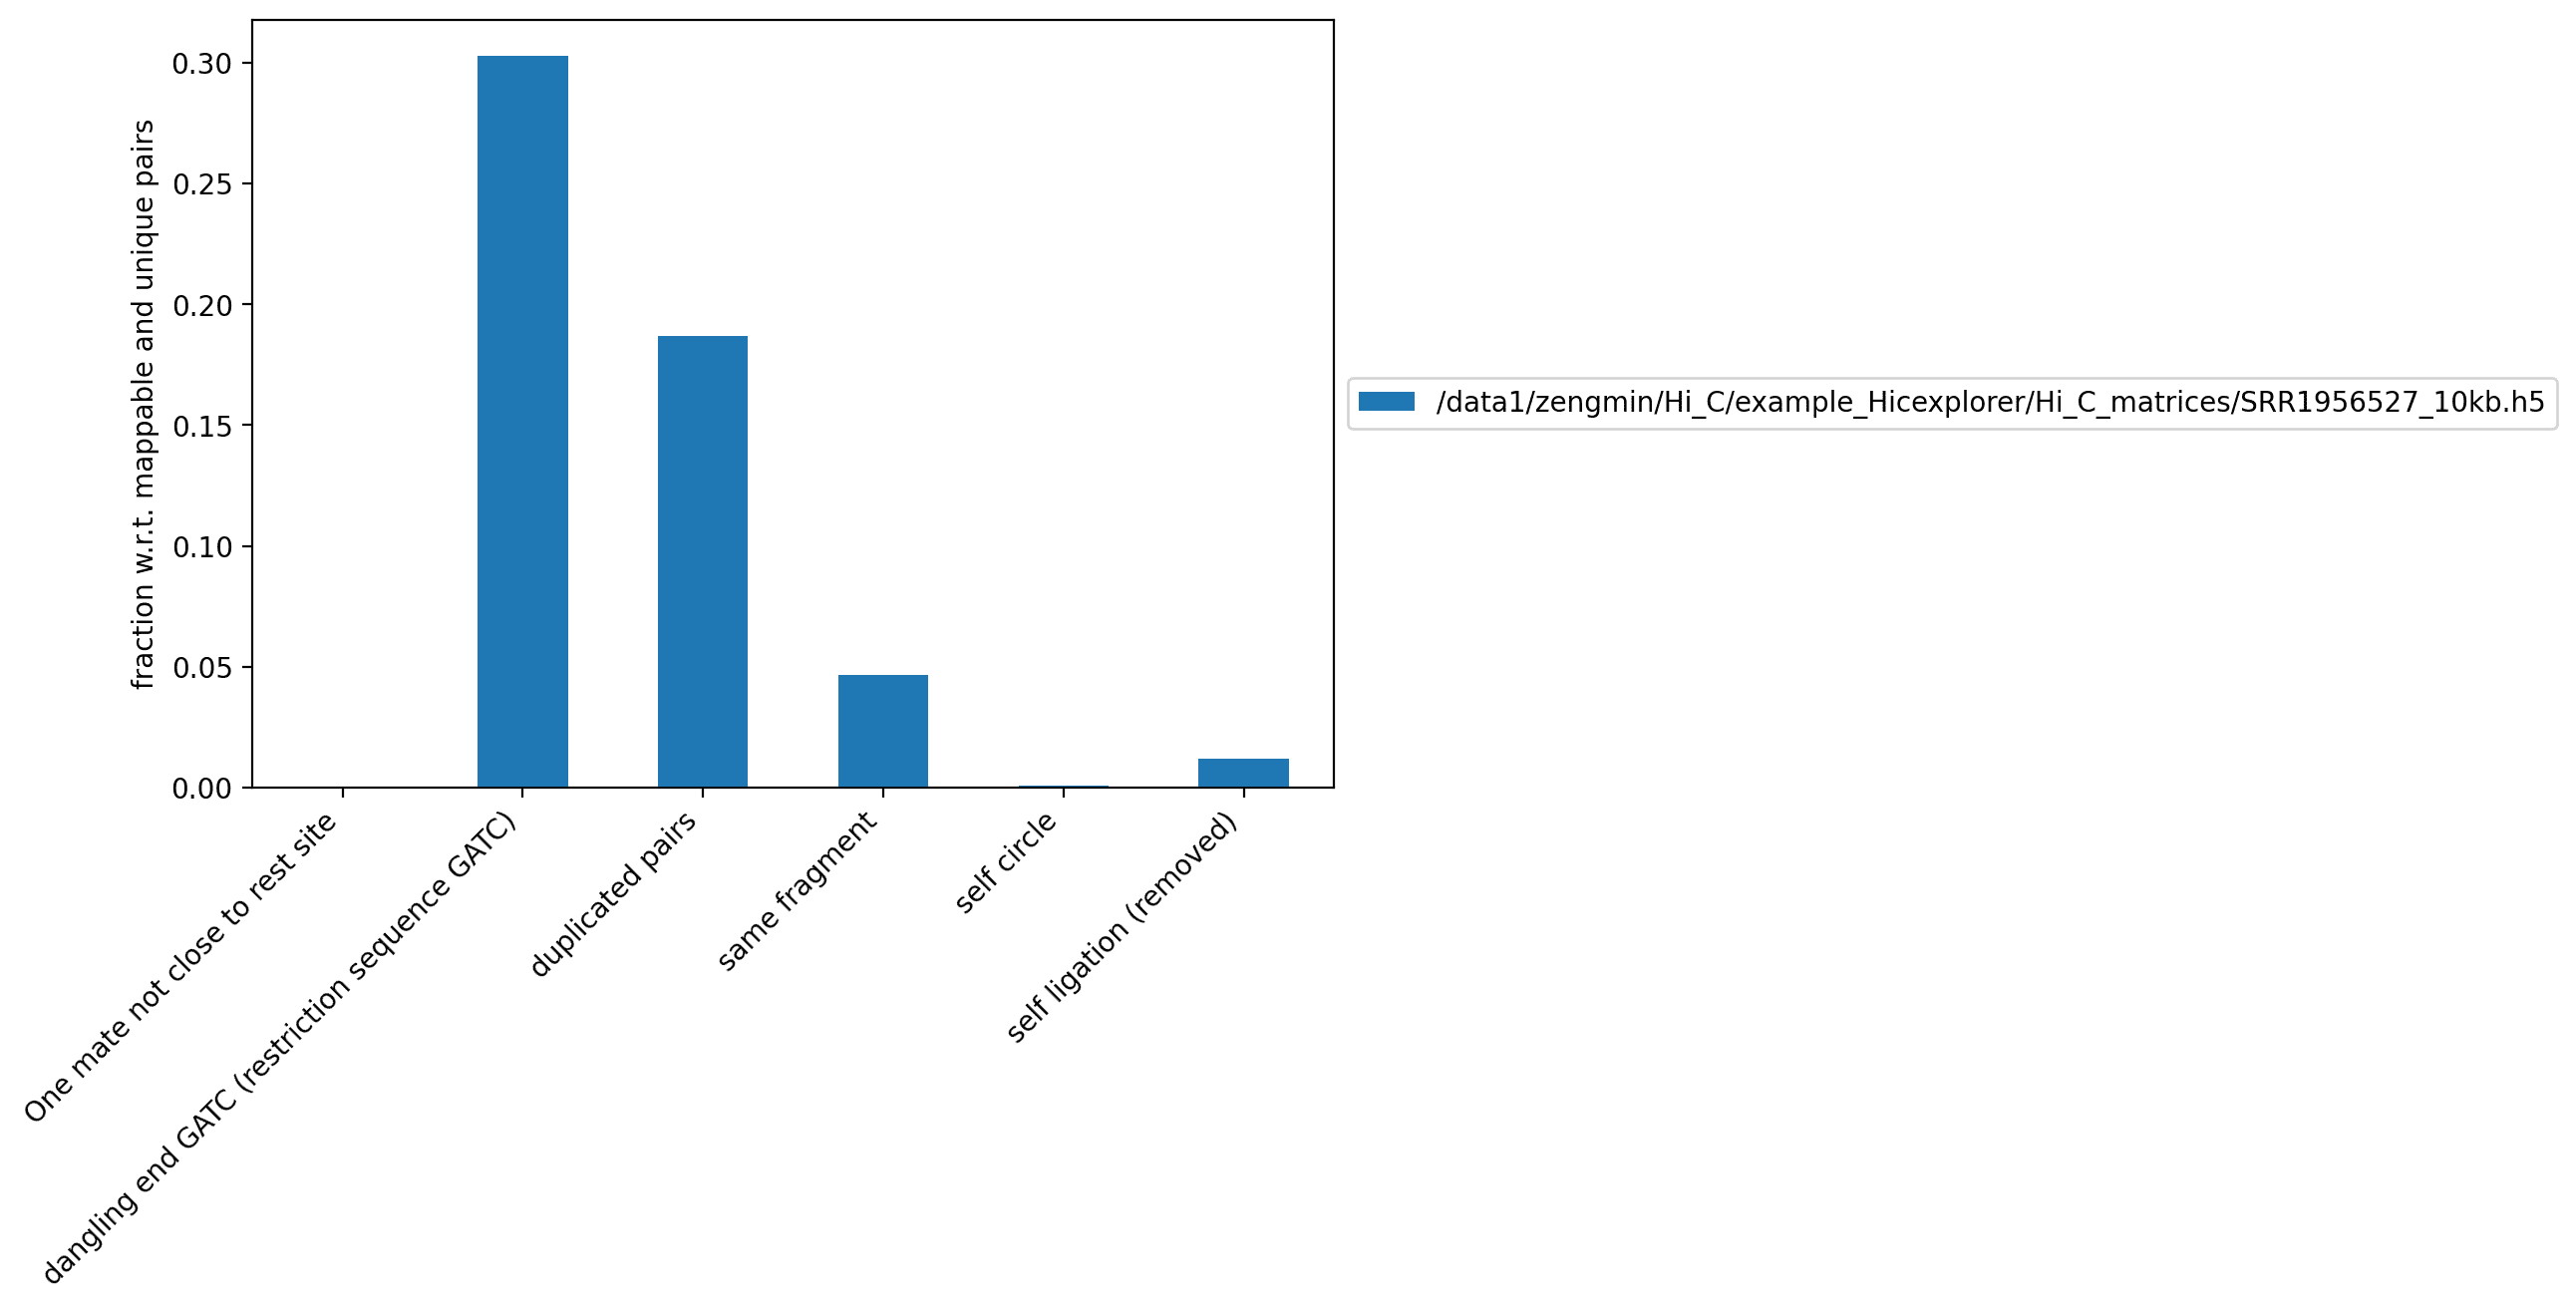 fraction w.r.t. mappable and unique pairs
0.30
0.25
0.20
0.15
0.10
0.05
0.00
One mate not close to rest site
dangling end GATC (restriction sequence GATC)
duplicated pairs
same fragment
self circle
self ligation (removed)
/data1/zengmin/Hi_C/example_Hicexplorer/Hi_C_matrices/SRR1956527_10kb.h5